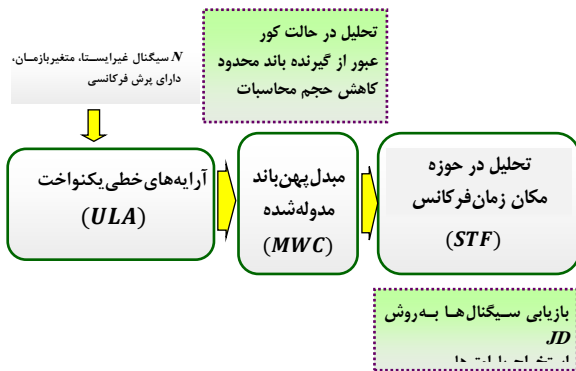 تحلیل در حالت کور
عبور از گیرنده باند محدود
کاهش حجم محاسبات
N سیگنال غیرایستا، متغیربازمان،
دارای پرش فرکانسی
آرایه‌های خطی یکنواخت
(ULA)
مبدل پهن‌باند
مدوله‌شده
(MWC)
تحلیل در حوزه
مکان زمان فرکانس
(STF)
بازیابی سیگنال‌ها به‌روش
JD